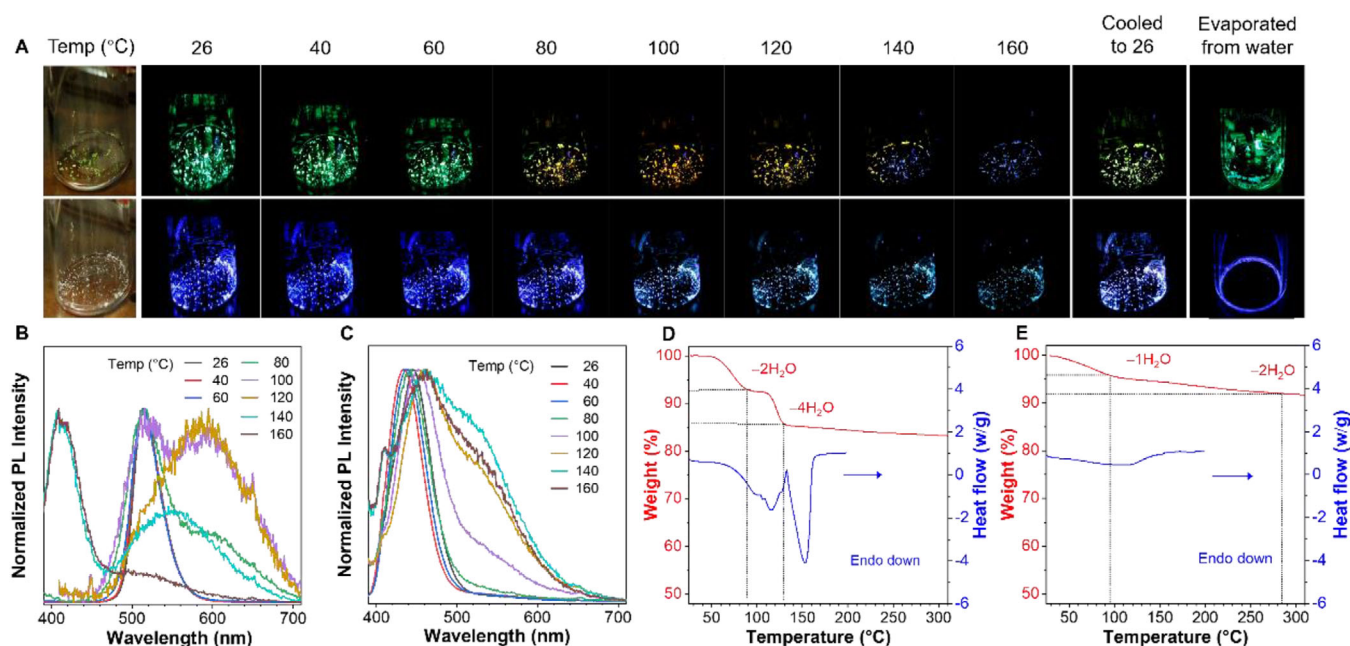 A
Temp (°C)
26
40
60
80
100
120
140
160
Cooled
to 26
Evaporated
from water
B
Normalized PL Intensity
Temp (°C)
26
40
60
80
100
120
140
160
400
500
600
700
Wavelength (nm)
C
Normalized PL Intensity
Temp (°C)
26
40
60
80
100
120
140
160
400
500
600
700
Wavelength (nm)
D
Weight (%)
100
90
80
70
60
50
–2H₂O
–4H₂O
Endo down
6
4
2
0
-2
-4
-6
Heat flow (w/g)
50
100
150
200
250
300
Temperature (°C)
E
Weight (%)
100
90
80
70
60
50
–1H₂O
–2H₂O
Endo down
6
4
2
0
-2
-4
-6
Heat flow (w/g)
50
100
150
200
250
300
Temperature (°C)